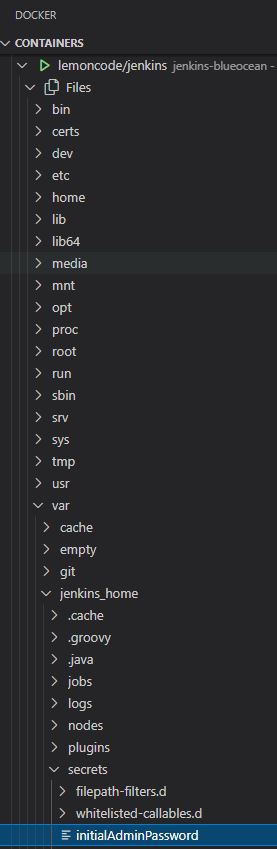 DOCKER
CONTAINERS
lemoncode/jenkins jenkins-blueocean -
Files
bin
certs
dev
etc
home
lib
lib64
media
mnt
opt
proc
root
run
sbin
srv
sys
tmp
usr
var
cache
empty
git
jenkins_home
.cache
.groovy
.java
jobs
logs
nodes
plugins
secrets
filepath-filters.d
whitelisted-callables.d
initialAdminPassword